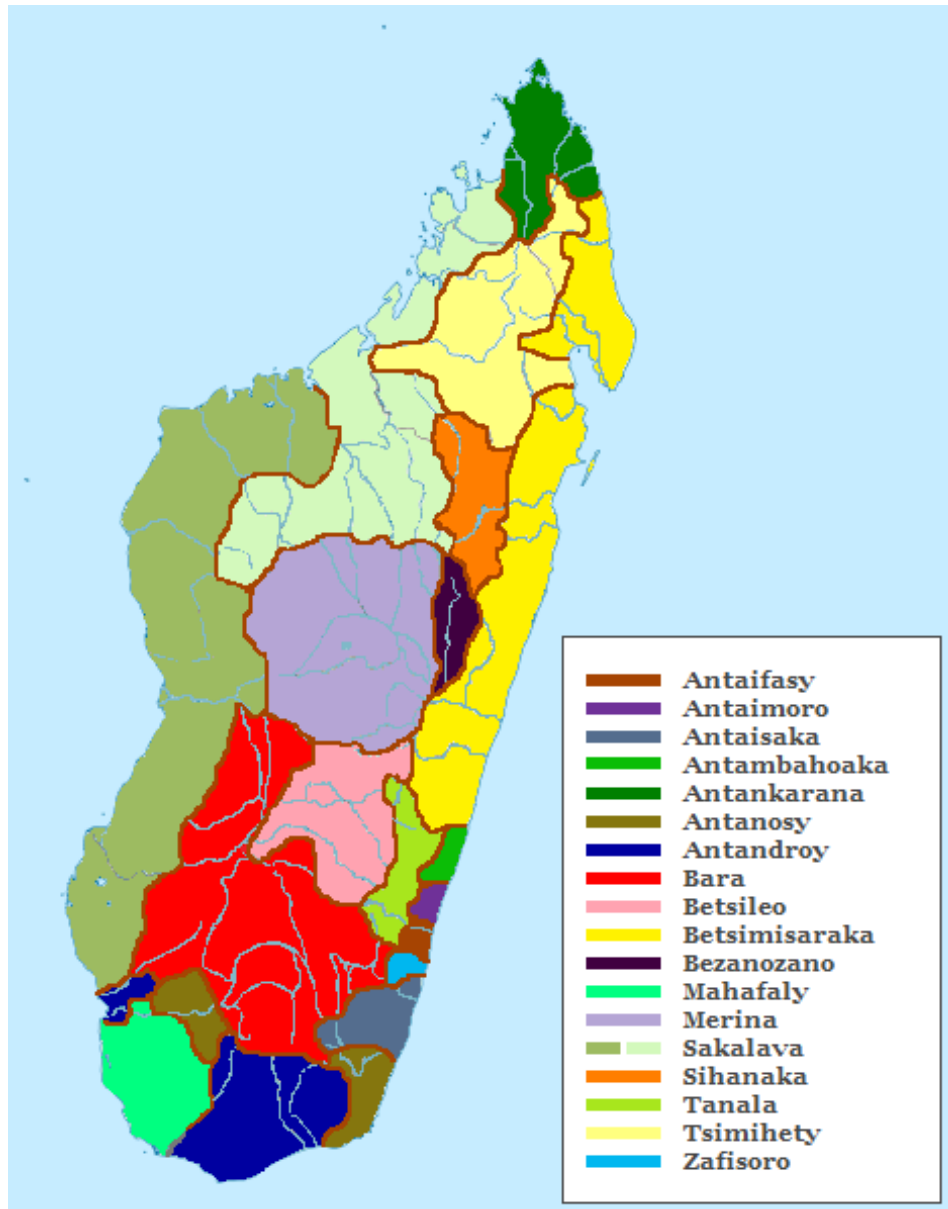 Antaifasy
Antaimoro
Antaisaka
Antambahoaka
Antankarana
Antanosy
Antandroy
Bara
Betsileo
Betsimisaraka
Bezanozano
Mahafaly
Merina
Sakalava
Sihanaka
Tanala
Tsimihety
Zafisoro